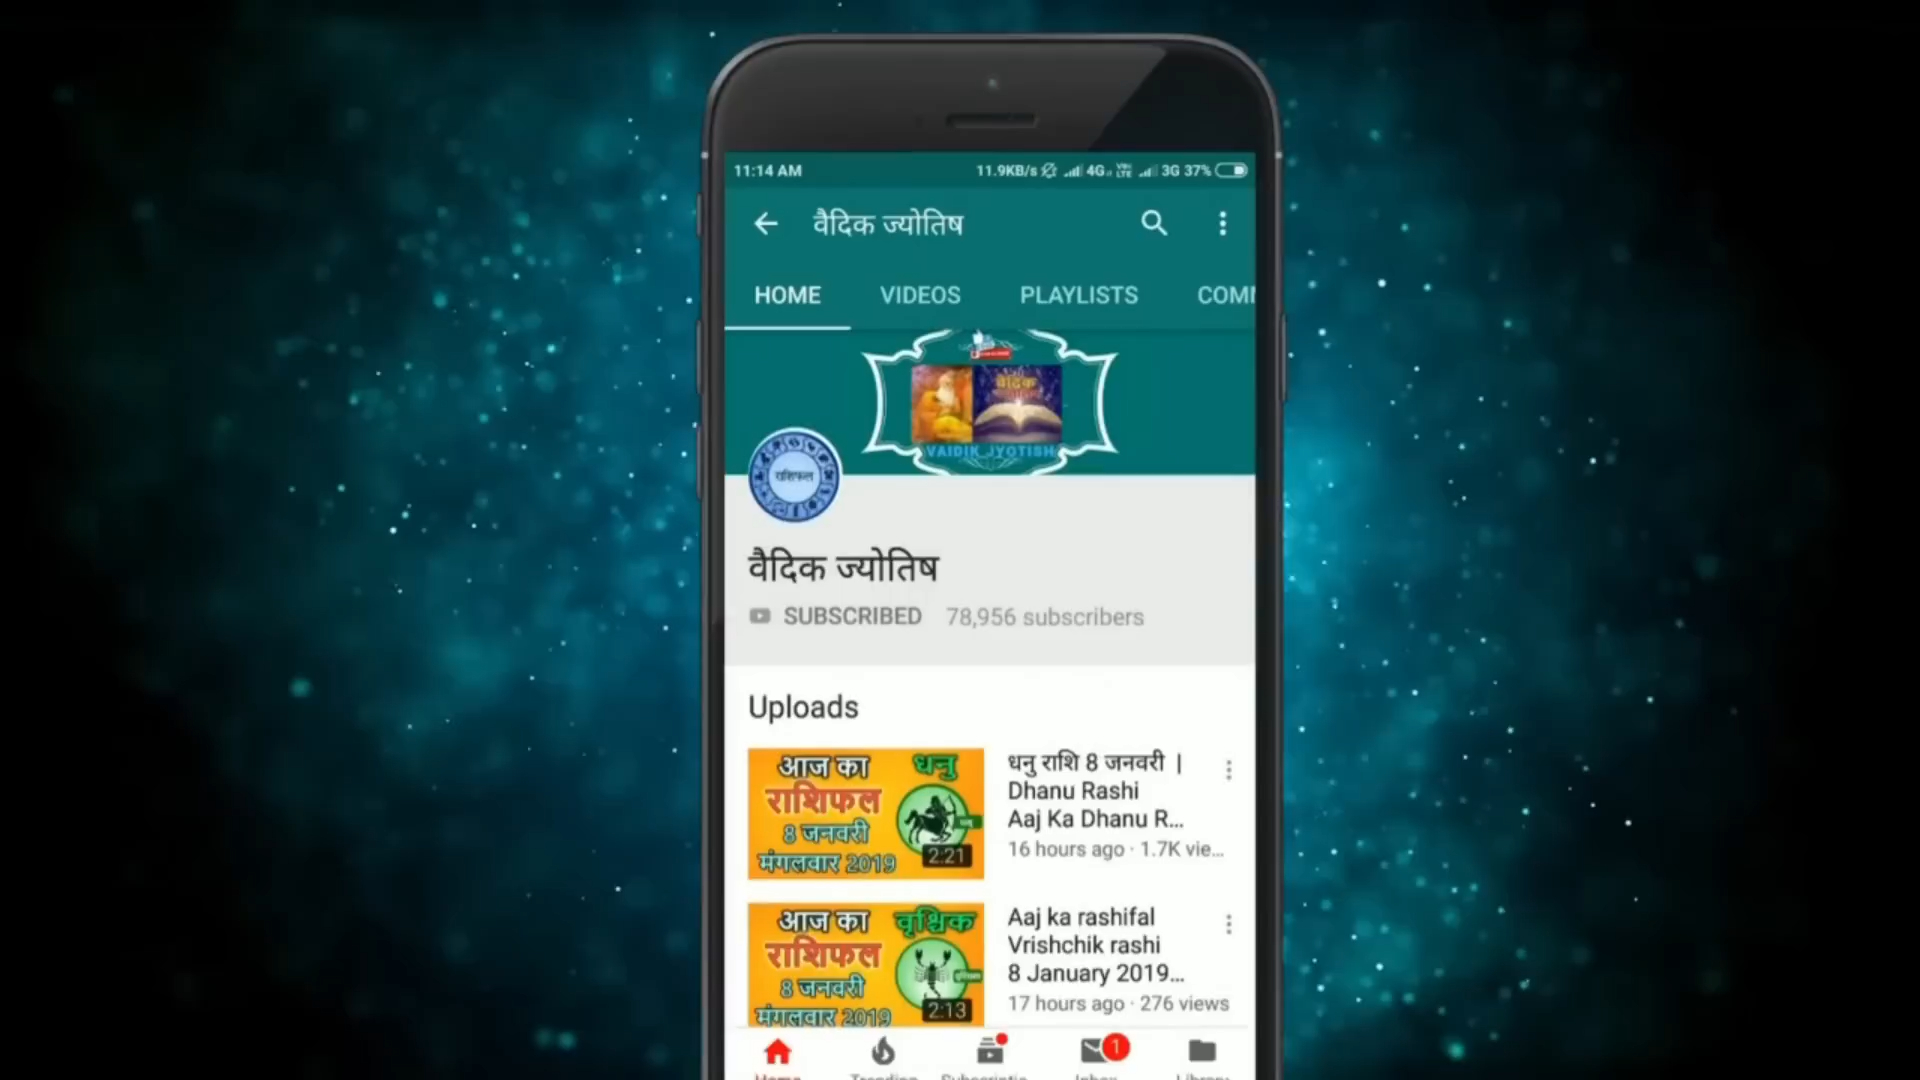 11:14 AM 11.9KB/s 4G 3G 37%
वैदिक ज्योतिष
HOME VIDEOS PLAYLISTS COMM
वैदिक
VAIDIK JYOTISH
राशिफल
वैदिक ज्योतिष
SUBSCRIBED 78,956 subscribers
Uploads
आज का धनु
राशिफल
8 जनवरी
मंगलवार 2019
2:21
धनु राशि 8 जनवरी |
Dhanu Rashi
Aaj Ka Dhanu R...
16 hours ago · 1.7K vie...
आज का वृश्चिक
राशिफल
8 जनवरी
मंगलवार 2019
2:13
Aaj ka rashifal
Vrishchik rashi
8 January 2019...
17 hours ago · 276 views
1